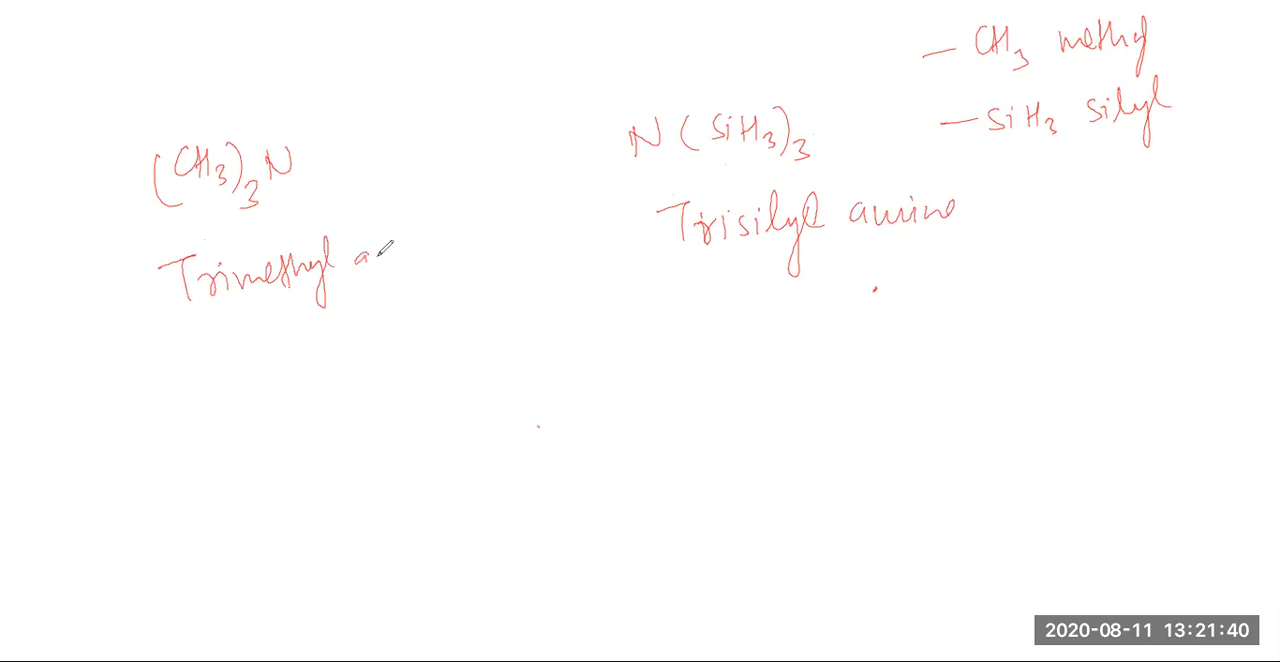 — CH3 methyl
— SiH3 silyl
N(SiH3)3
(CH3)3N
Trisilyl amine
Trimethyl a
2020-08-11 13:21:40